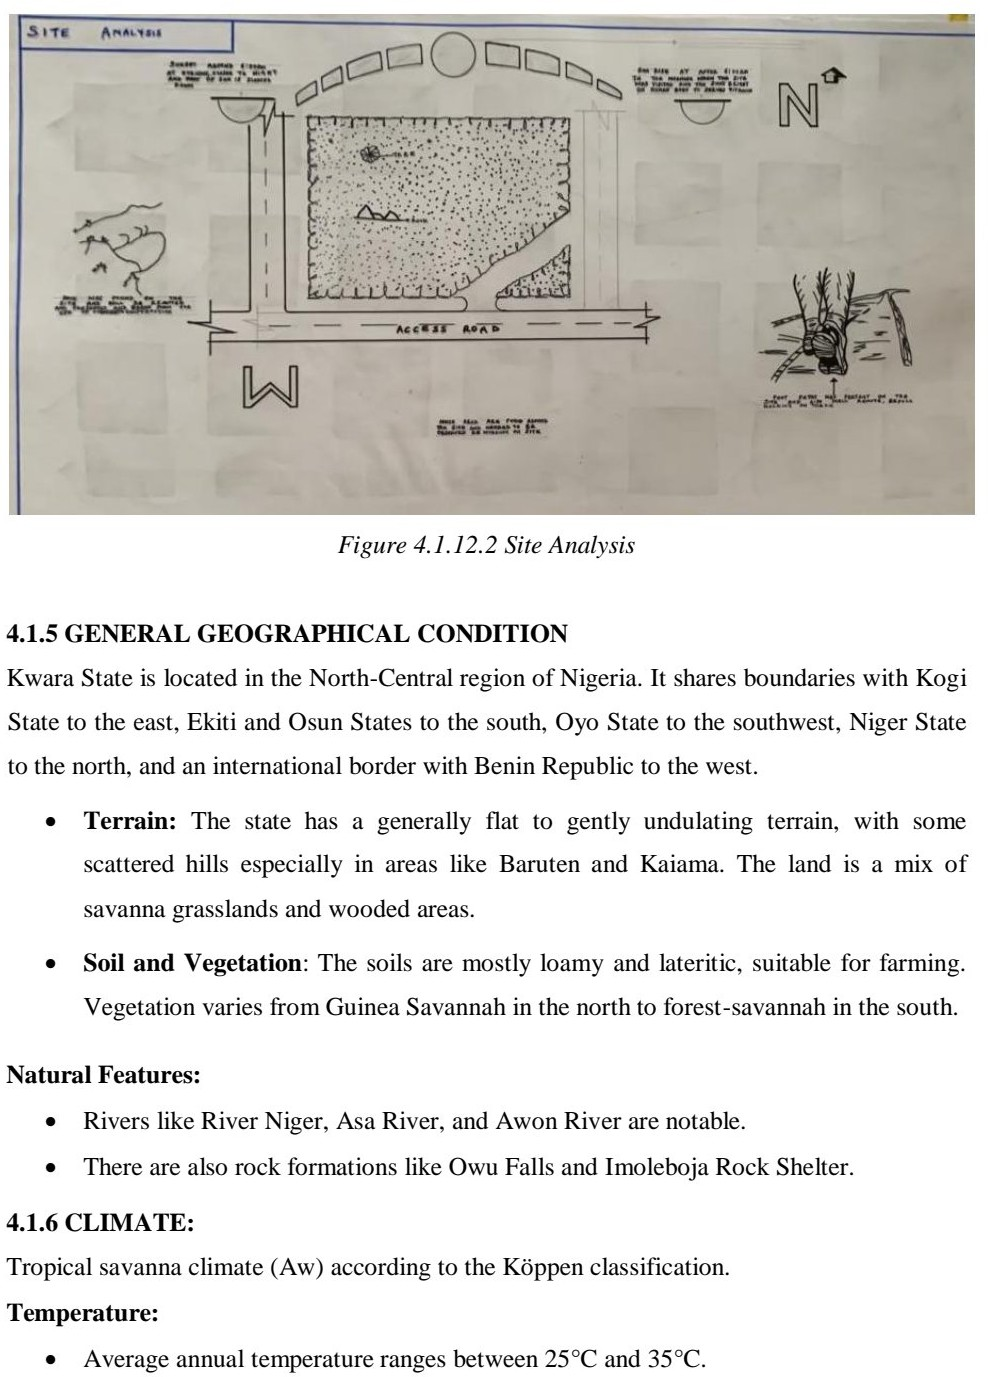 SITE ANALYSIS
N
ACCESS ROAD
Figure 4.1.12.2 Site Analysis
4.1.5 GENERAL GEOGRAPHICAL CONDITION
Kwara State is located in the North-Central region of Nigeria. It shares boundaries with Kogi
State to the east, Ekiti and Osun States to the south, Oyo State to the southwest, Niger State
to the north, and an international border with Benin Republic to the west.
• Terrain: The state has a generally flat to gently undulating terrain, with some
scattered hills especially in areas like Baruten and Kaiama. The land is a mix of
savanna grasslands and wooded areas.
• Soil and Vegetation: The soils are mostly loamy and lateritic, suitable for farming.
Vegetation varies from Guinea Savannah in the north to forest-savannah in the south.
Natural Features:
• Rivers like River Niger, Asa River, and Awon River are notable.
• There are also rock formations like Owu Falls and Imoleboja Rock Shelter.
4.1.6 CLIMATE:
Tropical savanna climate (Aw) according to the Köppen classification.
Temperature:
• Average annual temperature ranges between 25°C and 35°C.